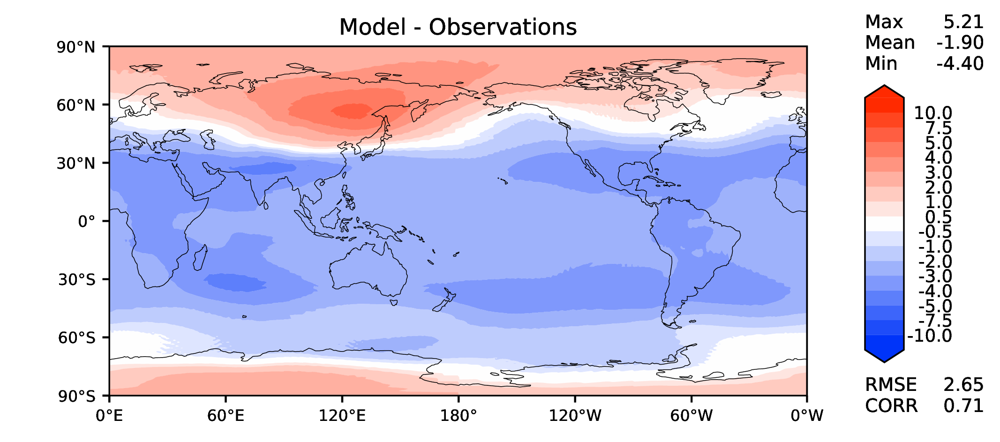 Model - Observations
Max 5.21
Mean -1.90
Min -4.40
90°N
60°N
30°N
0°
30°S
60°S
90°S
0°E 60°E 120°E 180° 120°W 60°W 0°W
10.0
7.5
5.0
4.0
3.0
2.0
1.0
0.5
-0.5
-1.0
-2.0
-3.0
-4.0
-5.0
-7.5
-10.0
RMSE 2.65
CORR 0.71